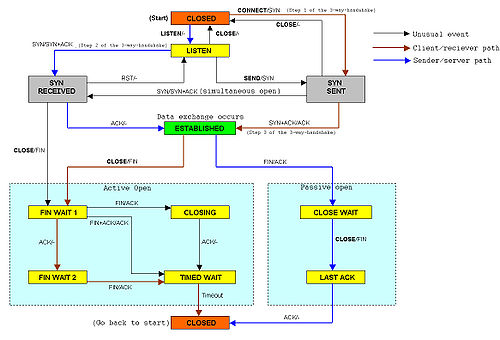 CONNECT/SYN (Step 1 of the 3-way-handshake)
(Start) CLOSED
CLOSE/-
LISTEN/- CLOSE/-
Unusual event
Client/reciever path
Sender/server path
SYN/SYN+ACK (Step 2 of the 3-way-handshake)
LISTEN
RST/- SEND/SYN
SYN RECEIVED
SYN SENT
SYN/SYN+ACK (simultaneous open)
Data exchange occurs
ACK/- ESTABLISHED SYN+ACK/ACK
(Step 3 of the 3-way-handshake)
CLOSE/FIN CLOSE/FIN FIN/ACK
Active Open Passive open
FIN WAIT 1 FIN/ACK CLOSING CLOSE WAIT
FIN+ACK/ACK
ACK/- ACK/- CLOSE/FIN
FIN WAIT 2 FIN/ACK TIMED WAIT LAST ACK
Timeout
(Go back to start) CLOSED ACK/-